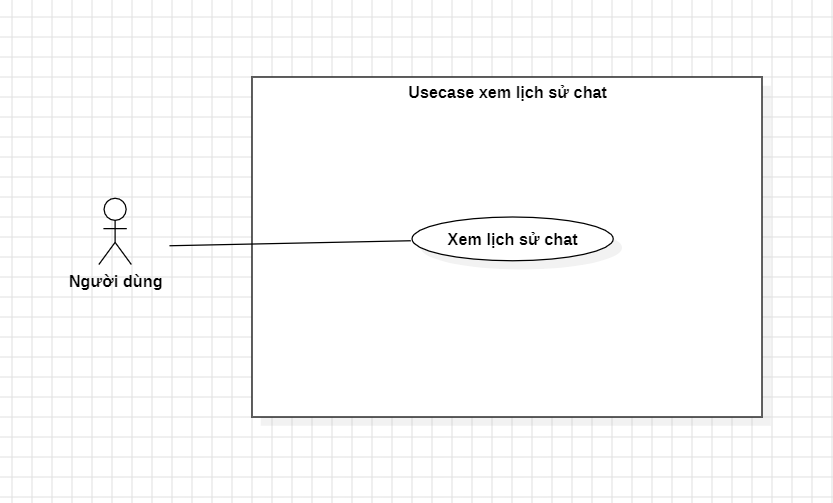 Usecase xem lịch sử chat
Xem lịch sử chat
Người dùng